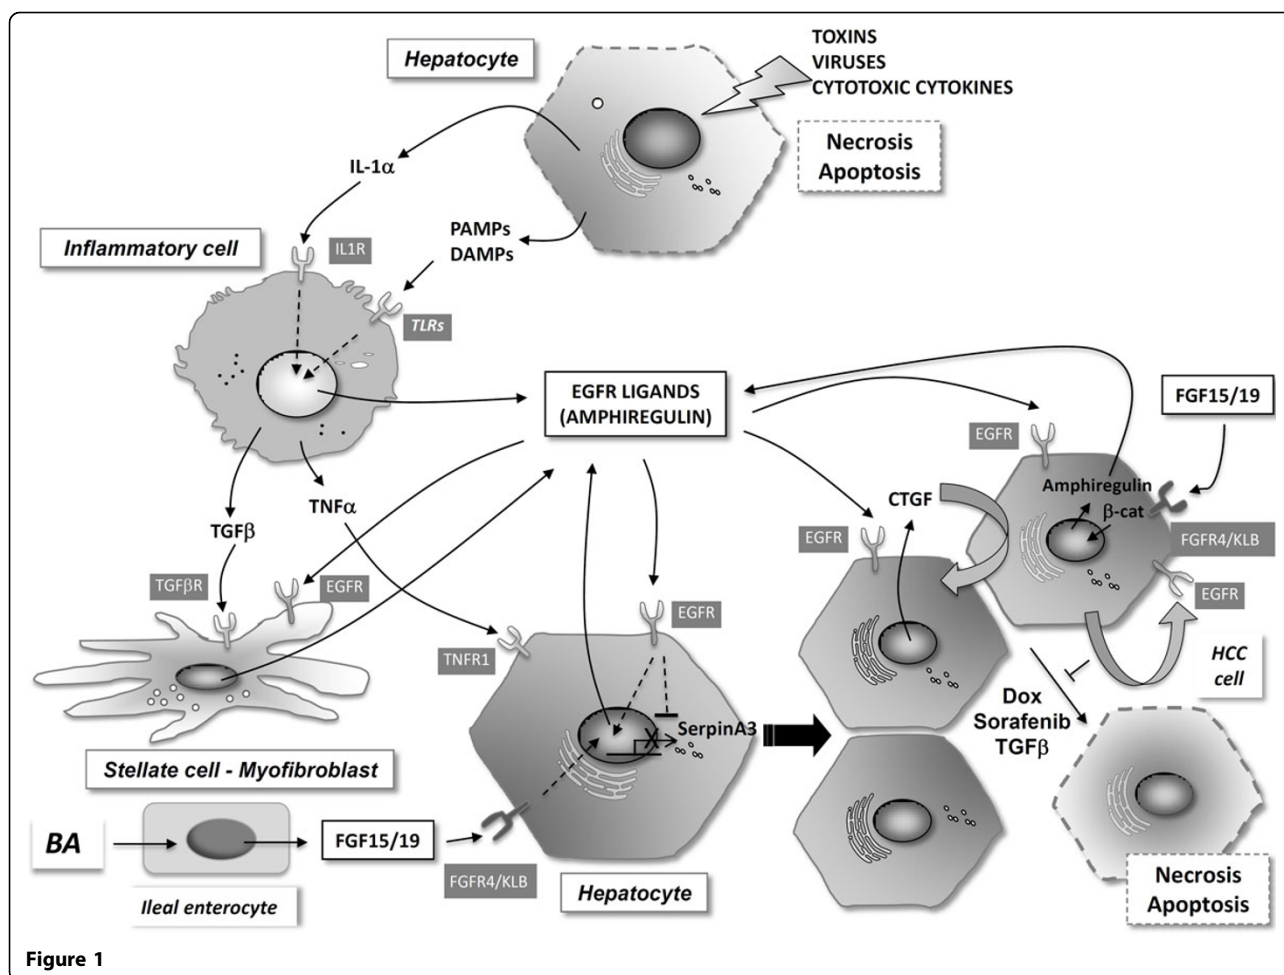 Hepatocyte
TOXINS
VIRUSES
CYTOTOXIC CYTOKINES
Necrosis
Apoptosis
IL-1α
PAMPs
DAMPs
Inflammatory cell
IL1R
TLRs
EGFR LIGANDS
(AMPHIREGULIN)
FGF15/19
EGFR
Amphiregulin
β-cat
CTGF
FGFR4/KLB
EGFR
EGFR
TNFα
TGFβ
TGFβR
EGFR
EGFR
TNFR1
HCC
cell
Dox
Sorafenib
TGFβ
SerpinA3
X
Stellate cell - Myofibroblast
BA
FGF15/19
FGFR4/KLB
Ileal enterocyte
Hepatocyte
Necrosis
Apoptosis
Figure 1